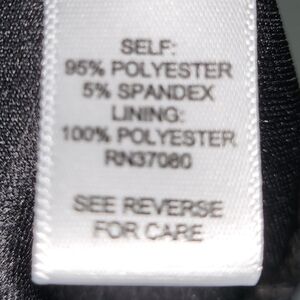 SELF:
95% POLYESTER
5% SPANDEX
LINING:
100% POLYESTER
RN37080
SEE REVERSE
FOR CARE